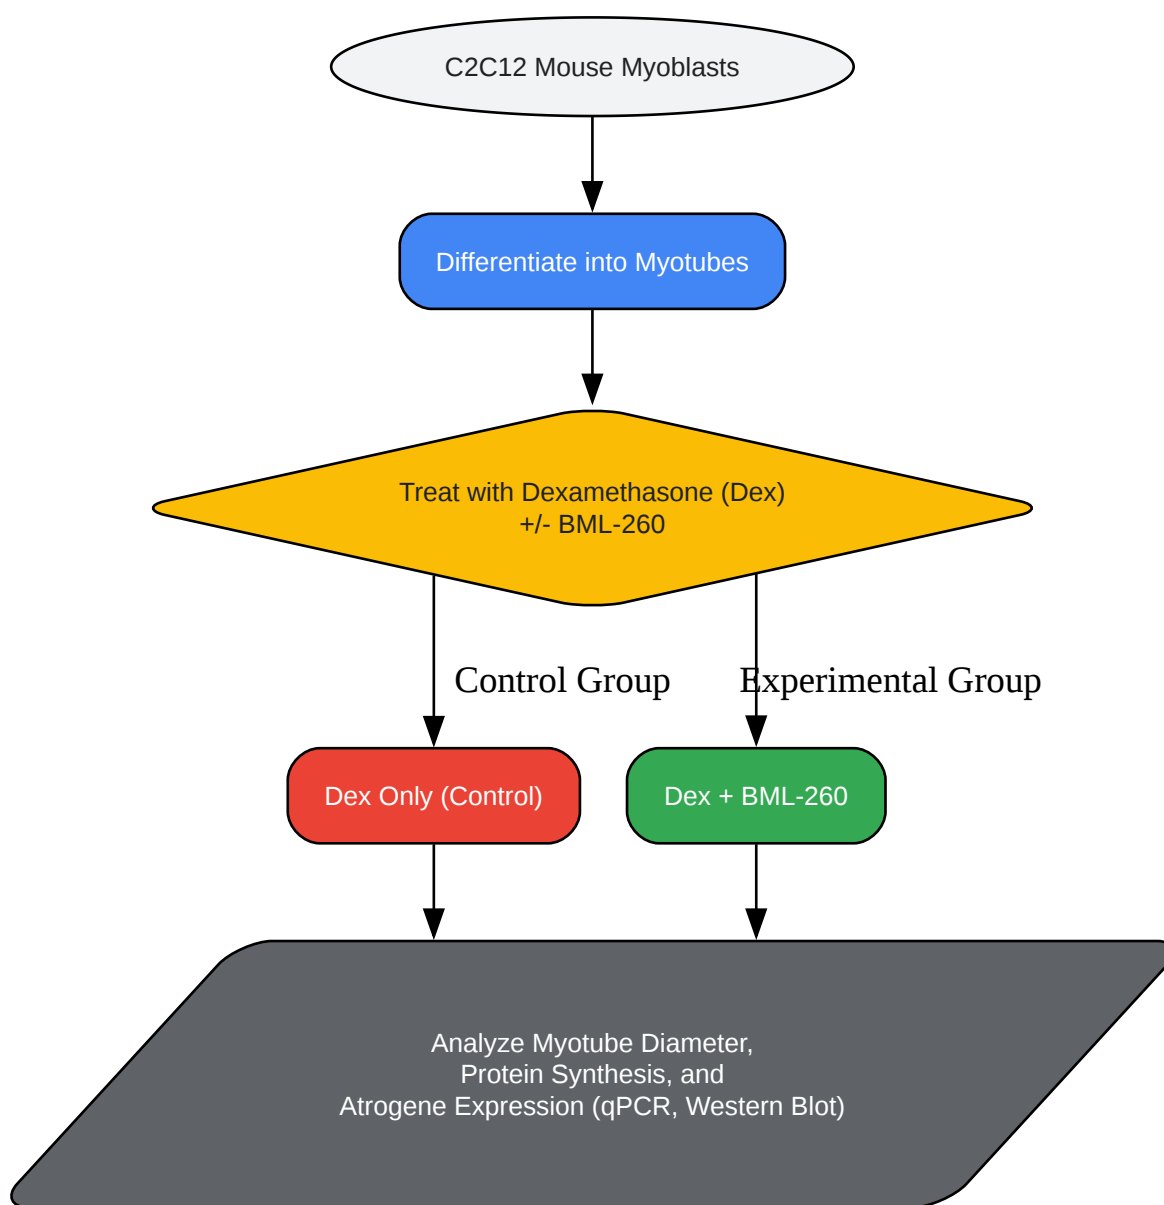 C2C12 Mouse Myoblasts
Differentiate into Myotubes
Treat with Dexamethasone (Dex)
+/- BML-260
Control Group
Experimental Group
Dex Only (Control)
Dex + BML-260
Analyze Myotube Diameter,
Protein Synthesis, and
Atrogene Expression (qPCR, Western Blot)